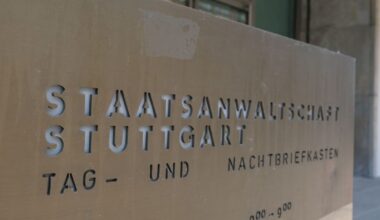 STAATSANWALTSCHAFT
STUTTGART
TAG– UND NACHTBRIEFKASTEN